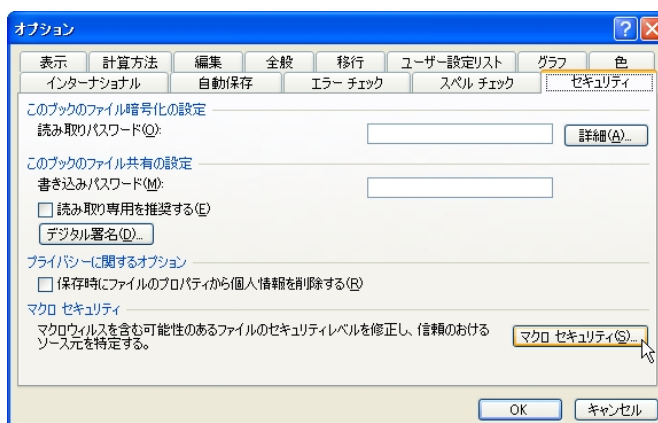 オプション
表示 計算方法 編集 全般 移行 ユーザー設定リスト グラフ 色
インターナショナル 自動保存 エラー チェック スペル チェック セキュリティ
このブックのファイル暗号化の設定
読み取りパスワード(O): 詳細(A)...
このブックのファイル共有の設定
書き込みパスワード(M):
読み取り専用を推奨する(E)
デジタル署名(D)...
プライバシーに関するオプション
保存時にファイルのプロパティから個人情報を削除する(R)
マクロ セキュリティ
マクロウィルスを含む可能性のあるファイルのセキュリティレベルを修正し、信頼のおける
ソース元を特定する。
マクロ セキュリティ(S)...
OK キャンセル